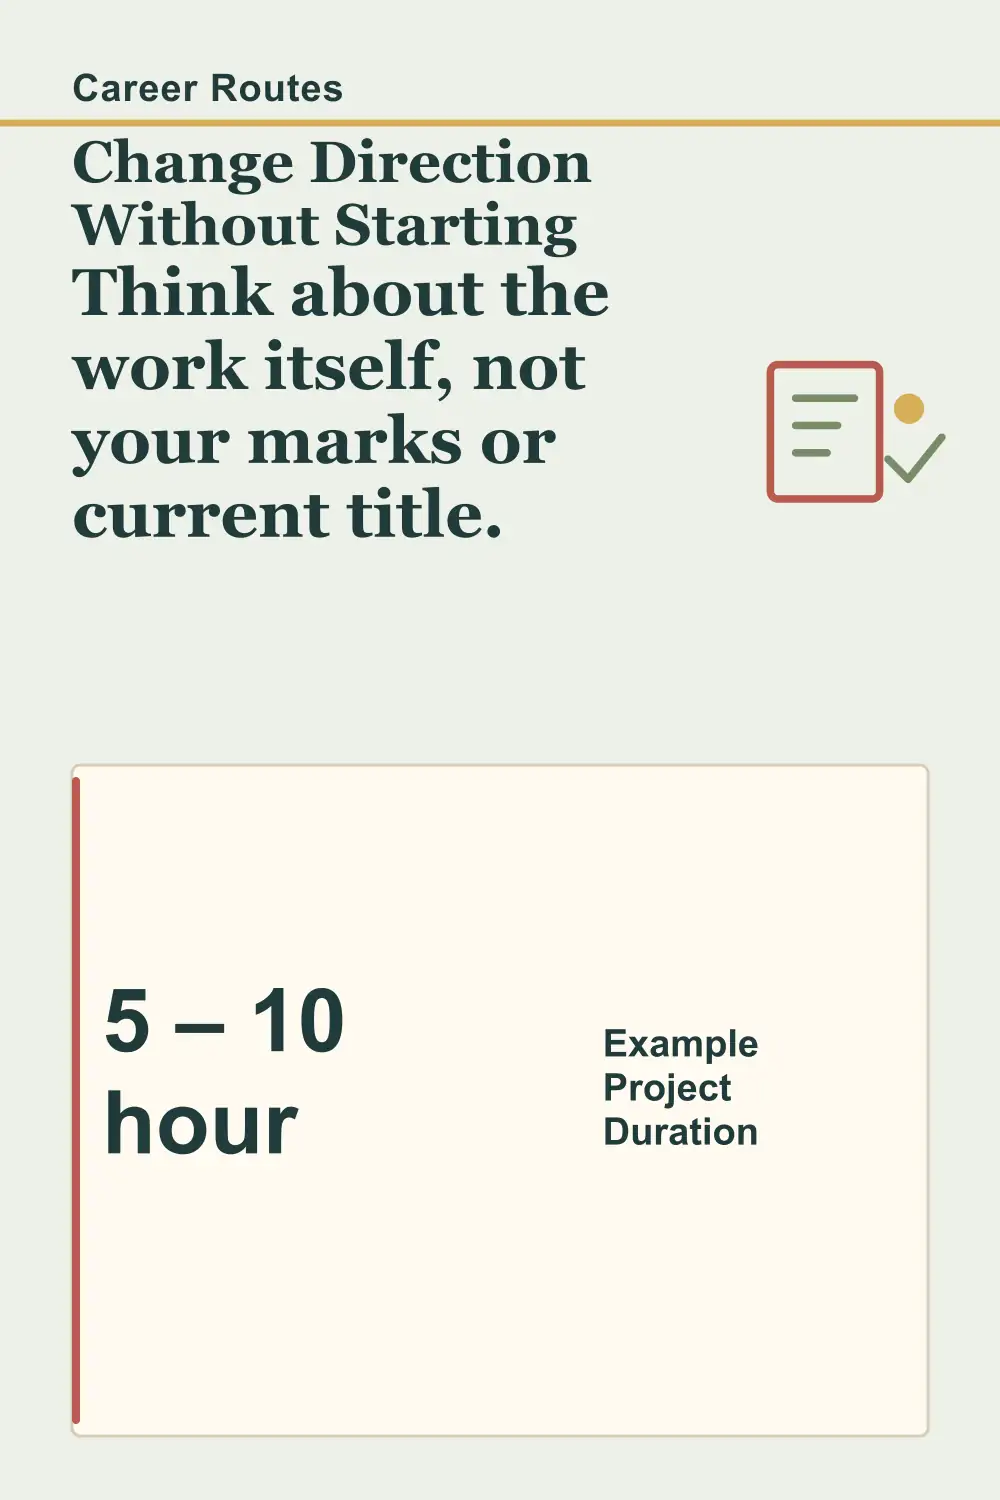 Career Routes
Change Direction
Without Starting
Think about the
work itself, not
your marks or
current title.
5 – 10
hour
Example
Project
Duration